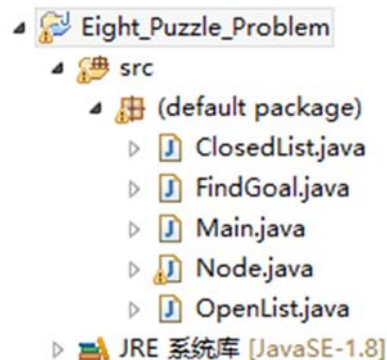 Eight_Puzzle_Problem
src
(default package)
ClosedList.java
FindGoal.java
Main.java
Node.java
OpenList.java
JRE 系统库 [JavaSE-1.8]